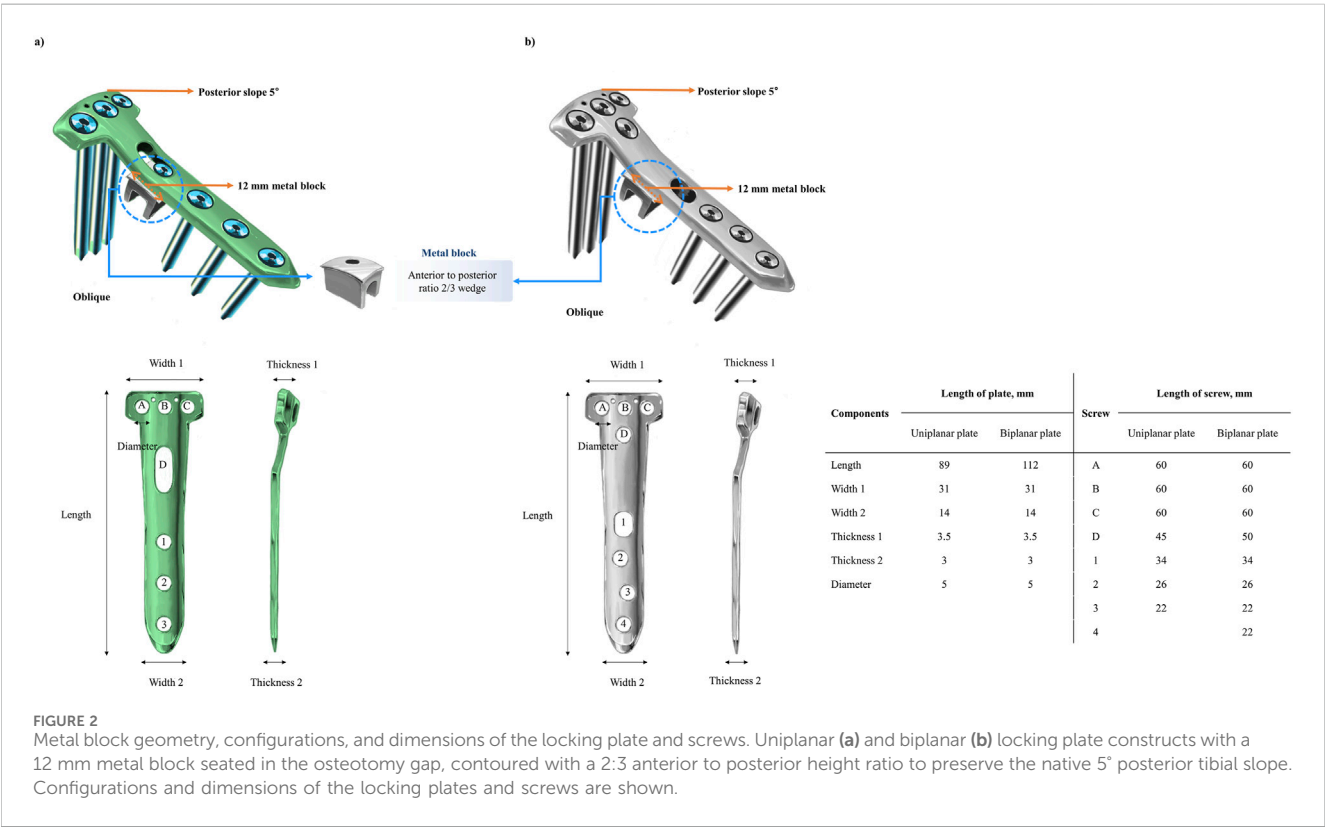 a)
Posterior slope 5°
12 mm metal block
Oblique
Metal block
Anterior to posterior
ratio 2/3 wedge
b)
Posterior slope 5°
12 mm metal block
Oblique
Width 1
Thickness 1
A B C
Diameter
D
Length
1
2
3
Width 2
Thickness 2
Width 1
Thickness 1
A B C
D
Diameter
Length
1
2
3
4
Width 2
Thickness 2
Components Length of plate, mm Screw Length of screw, mm
Uniplanar plate Biplanar plate Uniplanar plate Biplanar plate
Length 89 112 A 60 60
Width 1 31 31 B 60 60
Width 2 14 14 C 60 60
Thickness 1 3.5 3.5 D 45 50
Thickness 2 3 3 1 34 34
Diameter 5 5 2 26 26
3 22 22
4 22
FIGURE 2
Metal block geometry, configurations, and dimensions of the locking plate and screws. Uniplanar (a) and biplanar (b) locking plate constructs with a
12 mm metal block seated in the osteotomy gap, contoured with a 2:3 anterior to posterior height ratio to preserve the native 5° posterior tibial slope.
Configurations and dimensions of the locking plates and screws are shown.